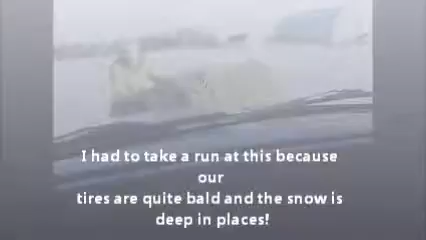 I had to take a run at this because
our
tires are quite bald and the snow is
deep in places!